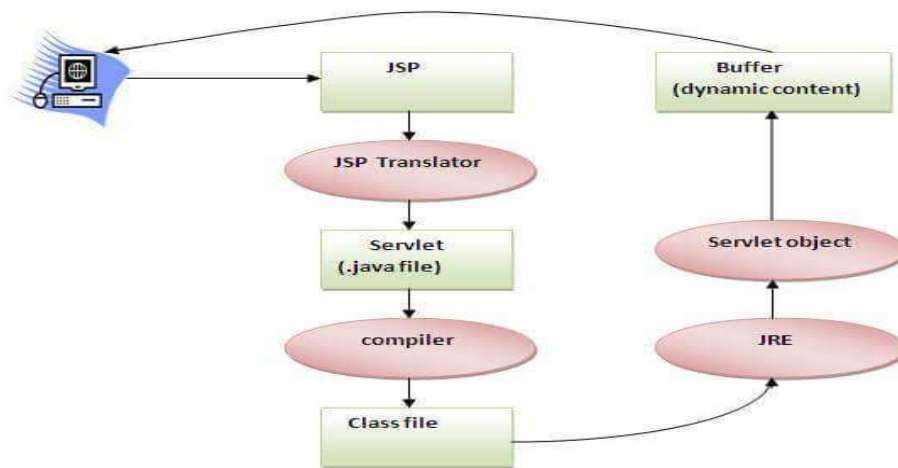 JSP
JSP Translator
Servlet
(.java file)
compiler
Class file
Buffer
(dynamic content)
Servlet object
JRE